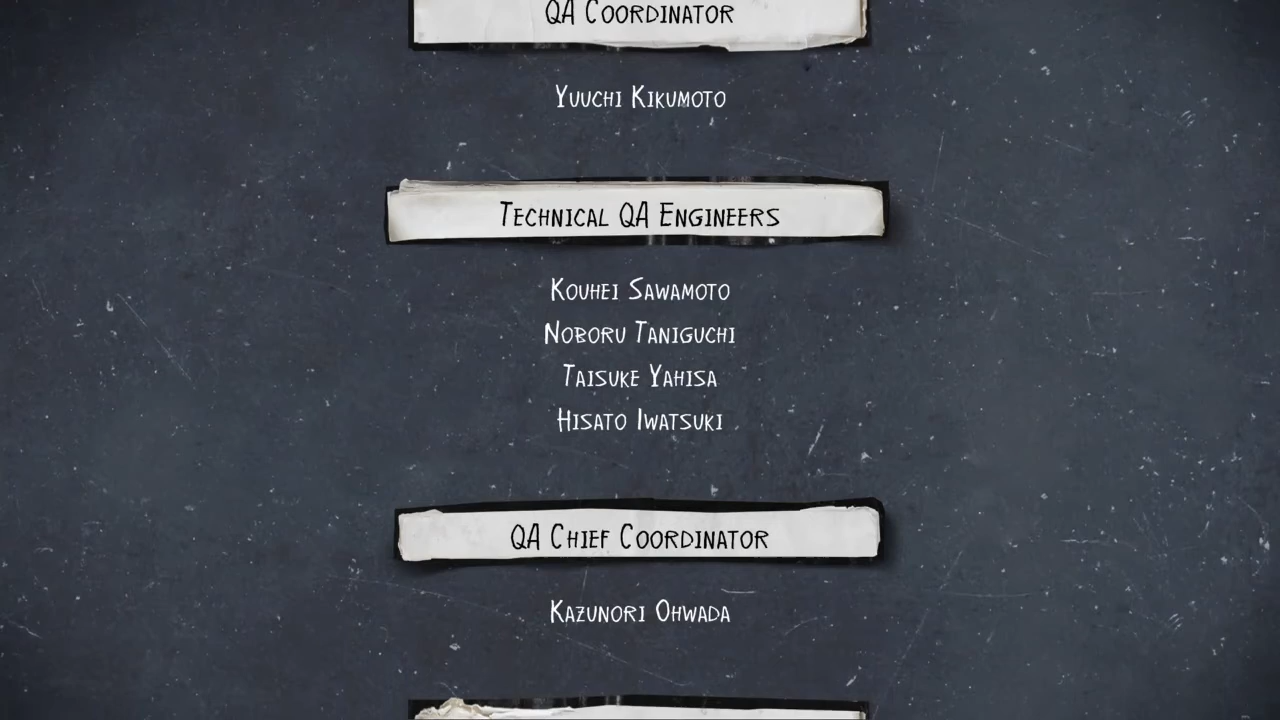 QA Coordinator
Yuuchi Kikumoto
Technical QA Engineers
Kouhei Sawamoto
Noboru Taniguchi
Taisuke Yahisa
Hisato Iwatsuki
QA Chief Coordinator
Kazunori Ohwada